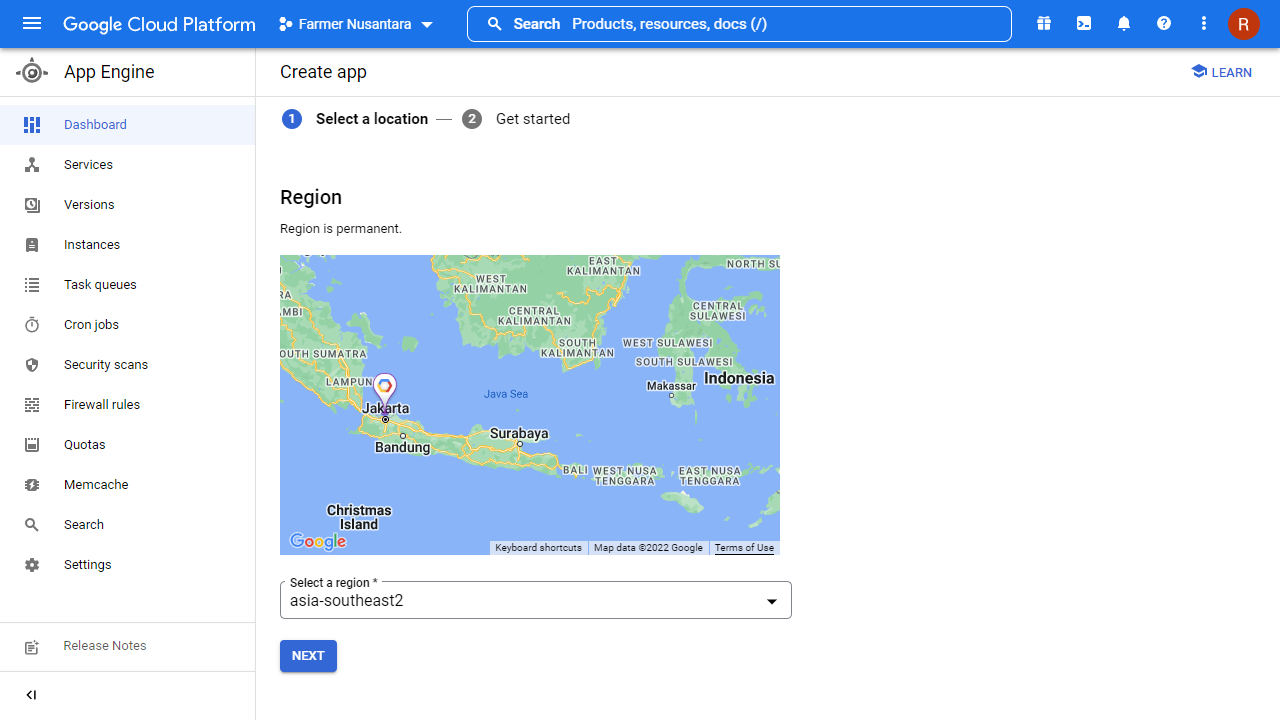 Google Cloud Platform
Farmer Nusantara
Search Products, resources, docs (/)
R
App Engine
Create app
LEARN
Dashboard
Services
Versions
Instances
Task queues
Cron jobs
Security scans
Firewall rules
Quotas
Memcache
Search
Settings
Release Notes
1 Select a location
2 Get started
Region
Region is permanent.
EAST
KALIMANTAN
NORTH SU
WEST
KALIMANTAN
RA
MBI
CENTRAL
KALIMANTAN
CENTRAL
SULAWESI
OUTH SUMATRA
SOUTH
KALIMANTAN
WEST SULAWESI
SOUTH SULAWESI
LAMPUN
Indonesia
Makassar
Java Sea
Jakarta
Surabaya
Bandung
BALI
WEST NUSA
TENGGARA
EAST NUSA
TENGGARA
Christmas
Island
Google
Keyboard shortcuts
Map data ©2022 Google
Terms of Use
Select a region *
asia-southeast2
NEXT